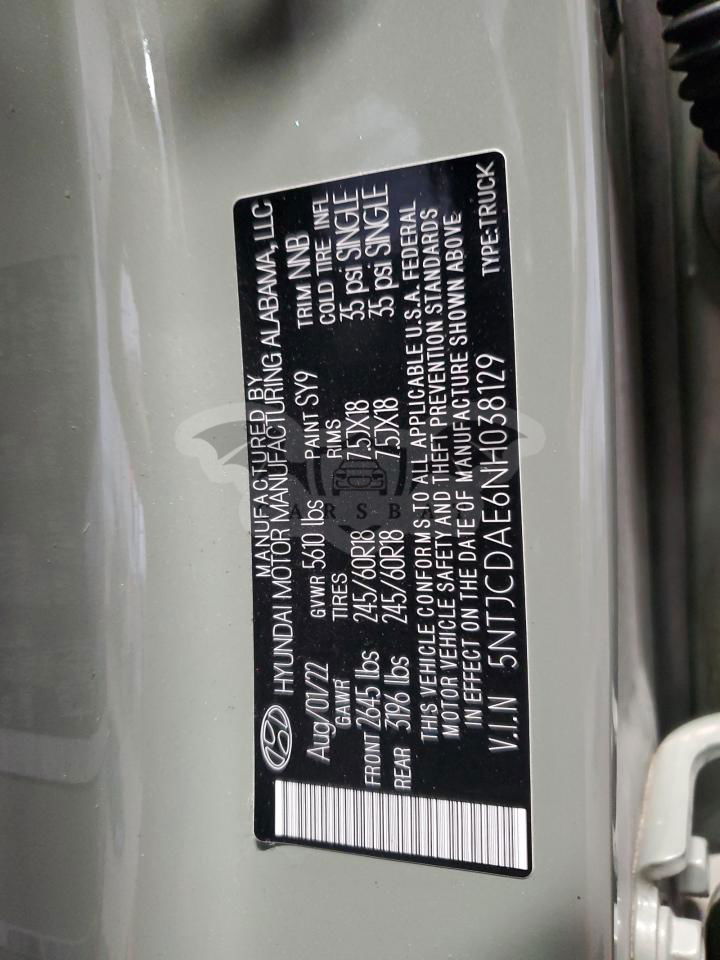 MANUFACTURED BY
HYUNDAI MOTOR MANUFACTURING ALABAMA, LLC
Aug/01/22 GVWR 5610 lbs PAINT SY9 TRIM NNB
GAWR TIRES RIMS COLD TIRE INFL
FRONT 2645 lbs 245/60R18 7.5JX18 35 psi SINGLE
REAR 3196 lbs 245/60R18 7.5JX18 35 psi SINGLE
THIS VEHICLE CONFORMS TO ALL APPLICABLE U.S.A. FEDERAL
MOTOR VEHICLE SAFETY AND THEFT PREVENTION STANDARDS
IN EFFECT ON THE DATE OF MANUFACTURE SHOWN ABOVE.
V.I.N 5NTJCDAE6NH038129 TYPE:TRUCK